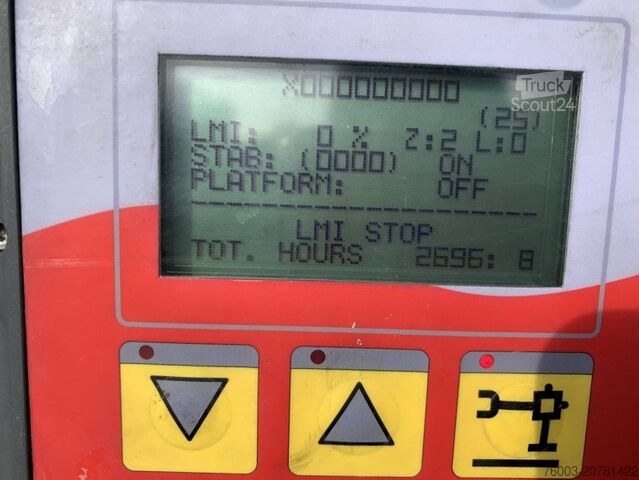 X000000000
Truck
Scout24
(25)
LMI: 0 % Z:2 L:0
STAB: (0000) ON
PLATFORM: OFF
LMI STOP
TOT. HOURS 2696: 8
76003-20781422